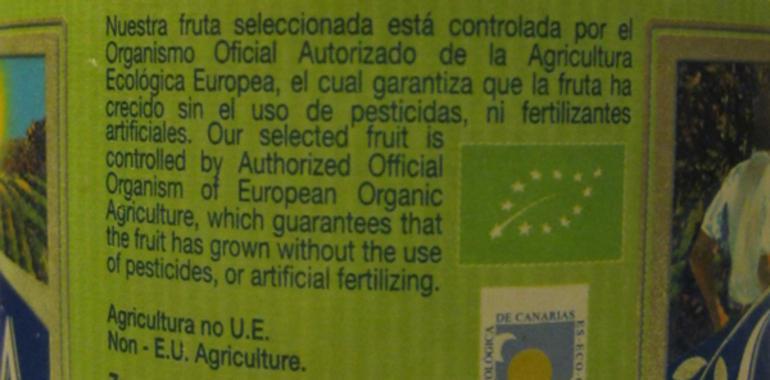 Nuestra fruta seleccionada está controlada por el
Organismo Oficial Autorizado de la Agricultura
Ecológica Europea, el cual garantiza que la fruta ha
crecido sin el uso de pesticidas, ni fertilizantes
artificiales. Our selected fruit is
controlled by Authorized Official
Organism of European Organic
Agriculture, which guarantees that
the fruit has grown without the use
of pesticides, or artificial fertilizing.
Agricultura no U.E.
Non - E.U. Agriculture.
DE CANARIAS
ES-ECO-